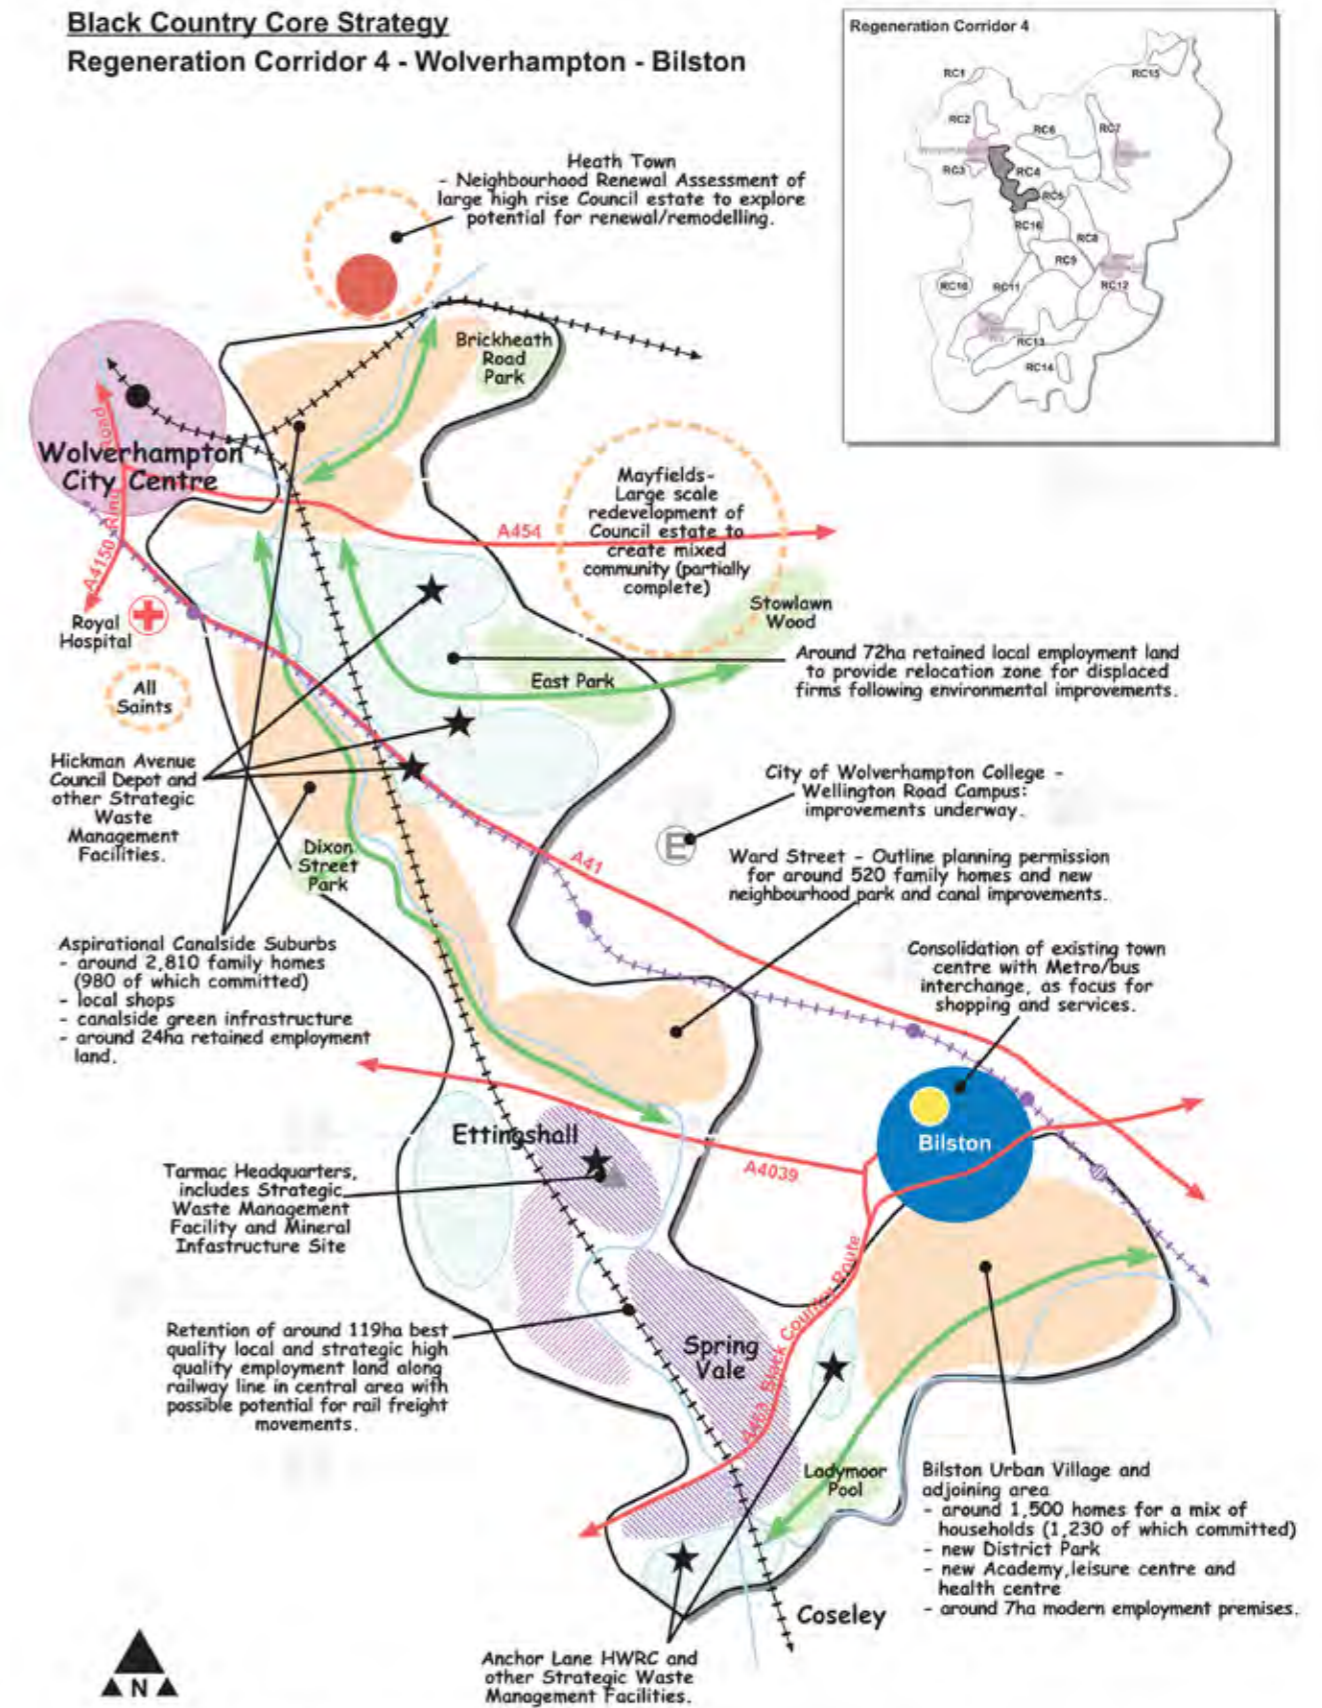 Black Country Core Strategy
Regeneration Corridor 4 - Wolverhampton - Bilston
Regeneration Corridor 4
RC1
RC15
RC2
RC6
RC7
RC3
RC4
RC5
RC16
RC8
RC9
RC10
RC11
RC12
RC13
RC14
Heath Town
- Neighbourhood Renewal Assessment of
large high rise Council estate to explore
potential for renewal/remodelling.
Brickheath
Road
Park
Wolverhampton
City Centre
A4150 Ring Road
A454
Mayfields-
Large scale
redevelopment of
Council estate to
create mixed
community (partially
complete)
Stowlawn
Wood
Royal
Hospital
All
Saints
East Park
Around 72ha retained local employment land
to provide relocation zone for displaced
firms following environmental improvements.
Hickman Avenue
Council Depot and
other Strategic
Waste
Management
Facilities.
City of Wolverhampton College -
Wellington Road Campus:
improvements underway.
E
Dixon
Street
Park
A41
Ward Street - Outline planning permission
for around 520 family homes and new
neighbourhood park and canal improvements.
Aspirational Canalside Suburbs
- around 2,810 family homes
(980 of which committed)
- local shops
- canalside green infrastructure
- around 24ha retained employment
land.
Consolidation of existing town
centre with Metro/bus
interchange, as focus for
shopping and services.
Ettingshall
Bilston
A4039
Tarmac Headquarters,
includes Strategic
Waste Management
Facility and Mineral
Infastructure Site
A463 Black Country Route
Retention of around 119ha best
quality local and strategic high
quality employment land along
railway line in central area with
possible potential for rail freight
movements.
Spring
Vale
Ladymoor
Pool
Bilston Urban Village and
adjoining area
- around 1,500 homes for a mix of
households (1,230 of which committed)
- new District Park
- new Academy,leisure centre and
health centre
- around 7ha modern employment premises.
Coseley
Anchor Lane HWRC and
other Strategic Waste
Management Facilities.
N